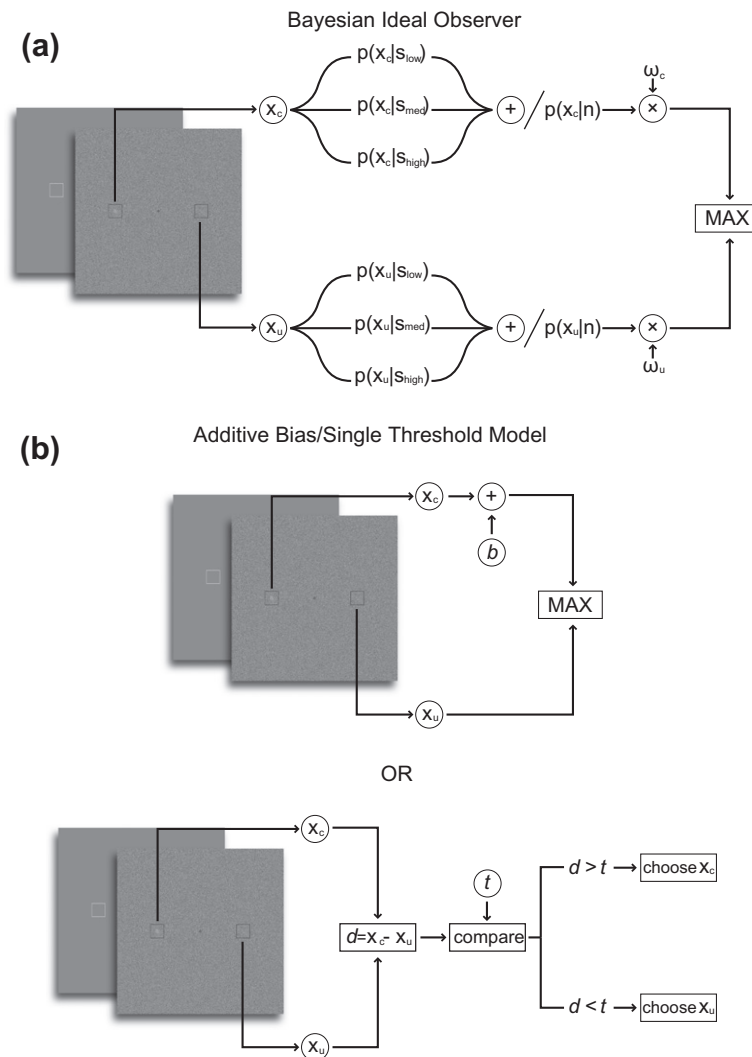 Bayesian Ideal Observer
(a)
p(x_c|s_low)
ω_c
x_c
p(x_c|s_med)
+
/p(x_c|n)
×
p(x_c|s_high)
MAX
p(x_u|s_low)
x_u
p(x_u|s_med)
+
/p(x_u|n)
×
p(x_u|s_high)
ω_u
Additive Bias/Single Threshold Model
(b)
x_c
+
b
MAX
x_u
OR
x_c
t
d > t
choose x_c
d=x_c- x_u
compare
d < t
choose x_u
x_u